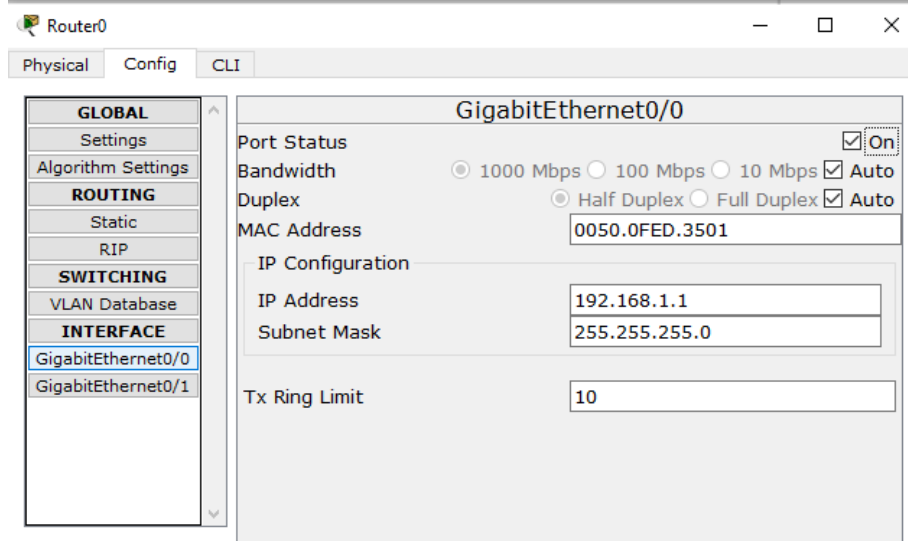 Router0
Physical Config CLI
GLOBAL
Settings
Algorithm Settings
ROUTING
Static
RIP
SWITCHING
VLAN Database
INTERFACE
GigabitEthernet0/0
GigabitEthernet0/1
GigabitEthernet0/0
Port Status On
Bandwidth 1000 Mbps 100 Mbps 10 Mbps Auto
Duplex Half Duplex Full Duplex Auto
MAC Address 0050.0FED.3501
IP Configuration
IP Address 192.168.1.1
Subnet Mask 255.255.255.0
Tx Ring Limit 10